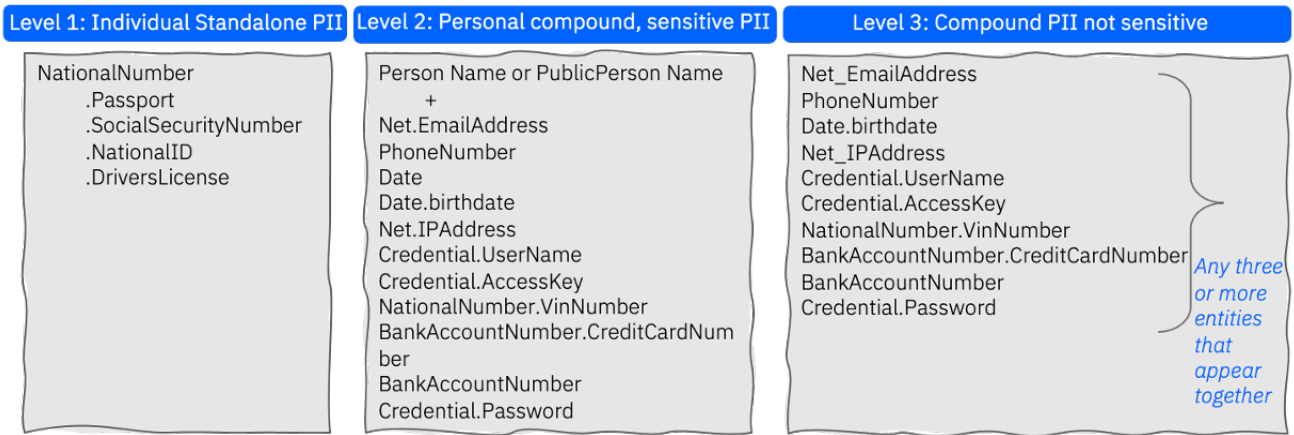 Level 1: Individual Standalone PII
NationalNumber
.Passport
.SocialSecurityNumber
.NationalID
.DriversLicense
Level 2: Personal compound, sensitive PII
Person Name or PublicPerson Name
+
Net.EmailAddress
PhoneNumber
Date
Date.birthdate
Net.IPAddress
Credential.UserName
Credential.AccessKey
NationalNumber.VinNumber
BankAccountNumber.CreditCardNum
ber
BankAccountNumber
Credential.Password
Level 3: Compound PII not sensitive
Net_EmailAddress
PhoneNumber
Date.birthdate
Net_IPAddress
Credential.UserName
Credential.AccessKey
NationalNumber.VinNumber
BankAccountNumber.CreditCardNumber
BankAccountNumber
Credential.Password
Any three
or more
entities
that
appear
together